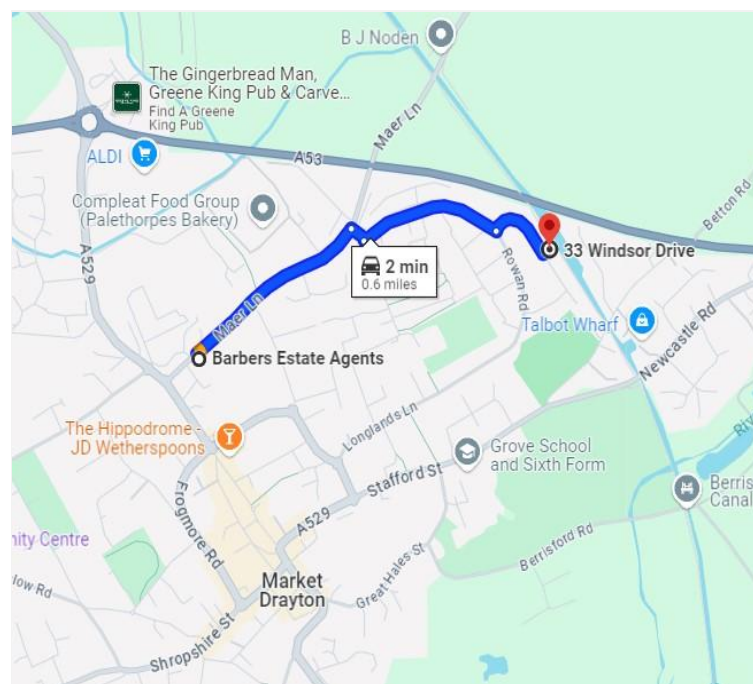 B J Noden
The Gingerbread Man,
Greene King Pub & Carve...
Find A Greene
King Pub
Maer Ln
A53
ALDI
Compleat Food Group
(Palethorpes Bakery)
Betton Rd
A529
33 Windsor Drive
2 min
0.6 miles
Rowan Rd
Maer Ln
Talbot Wharf
Newcastle Rd
Barbers Estate Agents
The Hippodrome -
JD Wetherspoons
Longlands Ln
Grove School
and Sixth Form
Stafford St
Riv
Berris
Canal
Frogmore Rd
A529
nity Centre
Berrisford Rd
Market
Drayton
Great Hales St
low Rd
Shropshire St